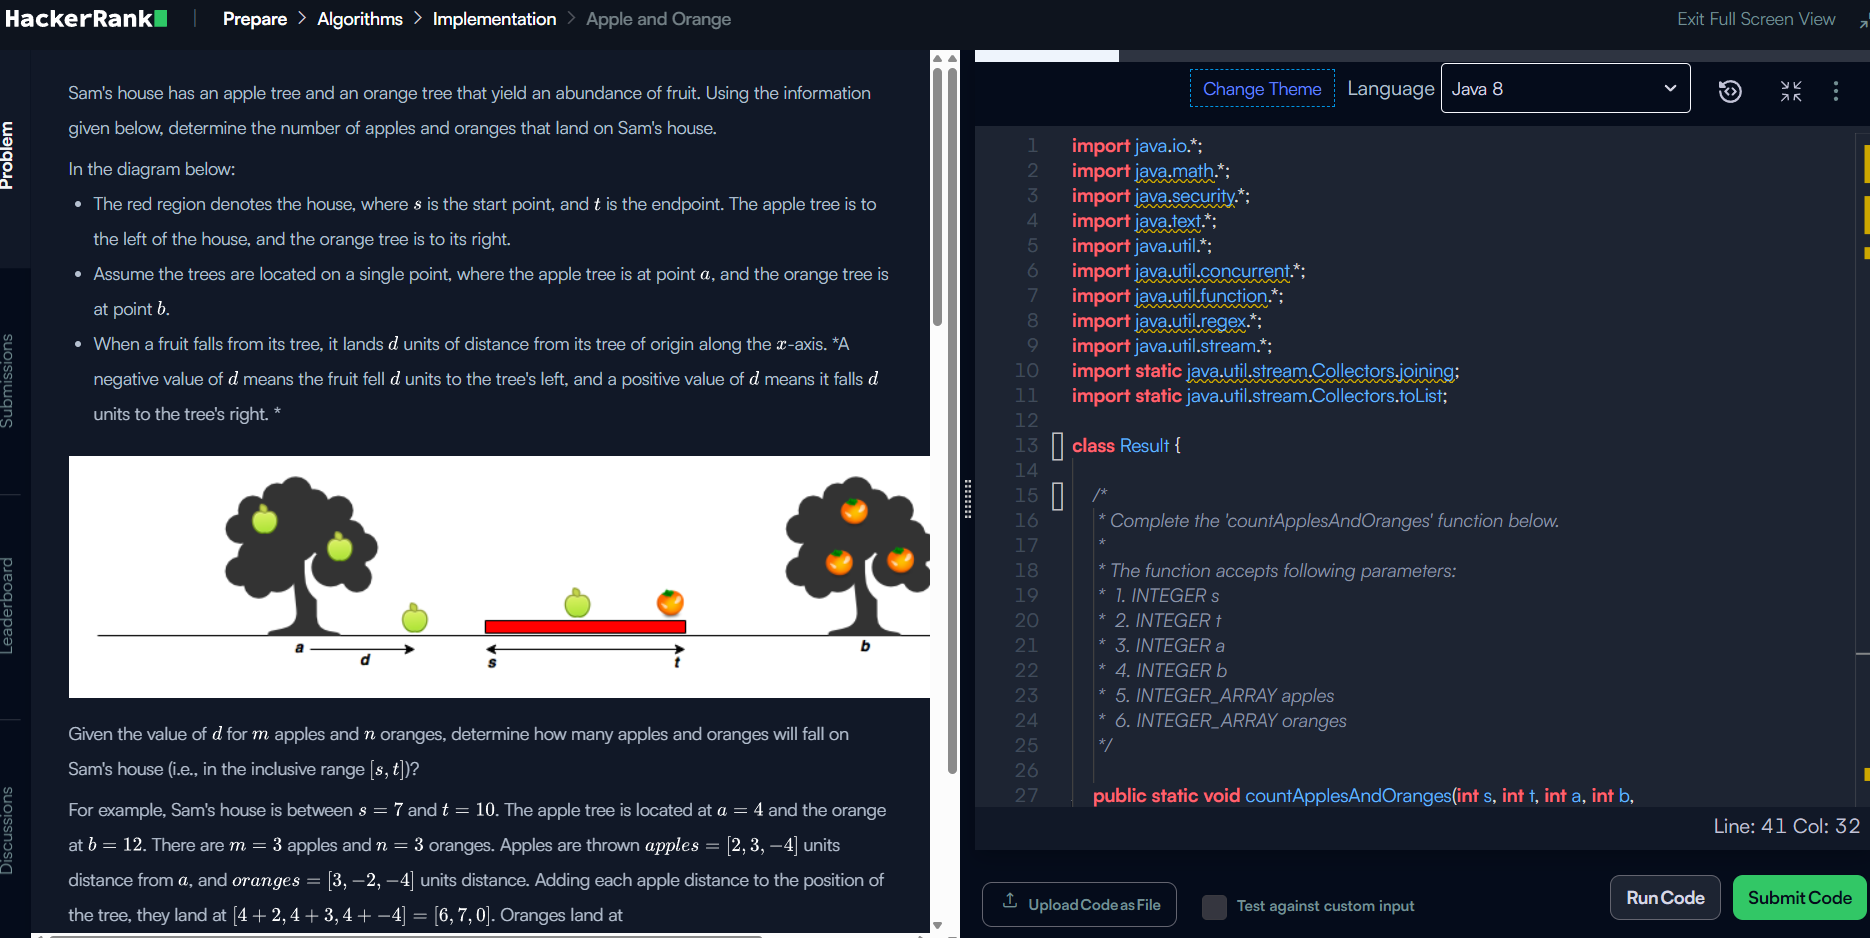 HackerRank | Prepare > Algorithms > Implementation > Apple and Orange
Exit Full Screen View
Problem
Submissions
Leaderboard
Discussions
Sam's house has an apple tree and an orange tree that yield an abundance of fruit. Using the information
given below, determine the number of apples and oranges that land on Sam's house.
In the diagram below:
• The red region denotes the house, where s is the start point, and t is the endpoint. The apple tree is to
the left of the house, and the orange tree is to its right.
• Assume the trees are located on a single point, where the apple tree is at point a, and the orange tree is
at point b.
• When a fruit falls from its tree, it lands d units of distance from its tree of origin along the x-axis. *A
negative value of d means the fruit fell d units to the tree's left, and a positive value of d means it falls d
units to the tree's right. *
a
d
s
t
b
Given the value of d for m apples and n oranges, determine how many apples and oranges will fall on
Sam's house (i.e., in the inclusive range [s, t])?
For example, Sam's house is between s = 7 and t = 10. The apple tree is located at a = 4 and the orange
at b = 12. There are m = 3 apples and n = 3 oranges. Apples are thrown apples = [2, 3, −4] units
distance from a, and oranges = [3, −2, −4] units distance. Adding each apple distance to the position of
the tree, they land at [4 + 2, 4 + 3, 4 + −4] = [6, 7, 0]. Oranges land at
Change Theme
Language
Java 8
1 import java.io.*;
2 import java.math.*;
3 import java.security.*;
4 import java.text.*;
5 import java.util.*;
6 import java.util.concurrent.*;
7 import java.util.function.*;
8 import java.util.regex.*;
9 import java.util.stream.*;
10 import static java.util.stream.Collectors.joining;
11 import static java.util.stream.Collectors.toList;
12
13 class Result {
14
15 /*
16 * Complete the 'countApplesAndOranges' function below.
17 *
18 * The function accepts following parameters:
19 * 1. INTEGER s
20 * 2. INTEGER t
21 * 3. INTEGER a
22 * 4. INTEGER b
23 * 5. INTEGER_ARRAY apples
24 * 6. INTEGER_ARRAY oranges
25 */
26
27 public static void countApplesAndOranges(int s, int t, int a, int b,
Line: 41 Col: 32
Upload Code as File
Test against custom input
Run Code
Submit Code